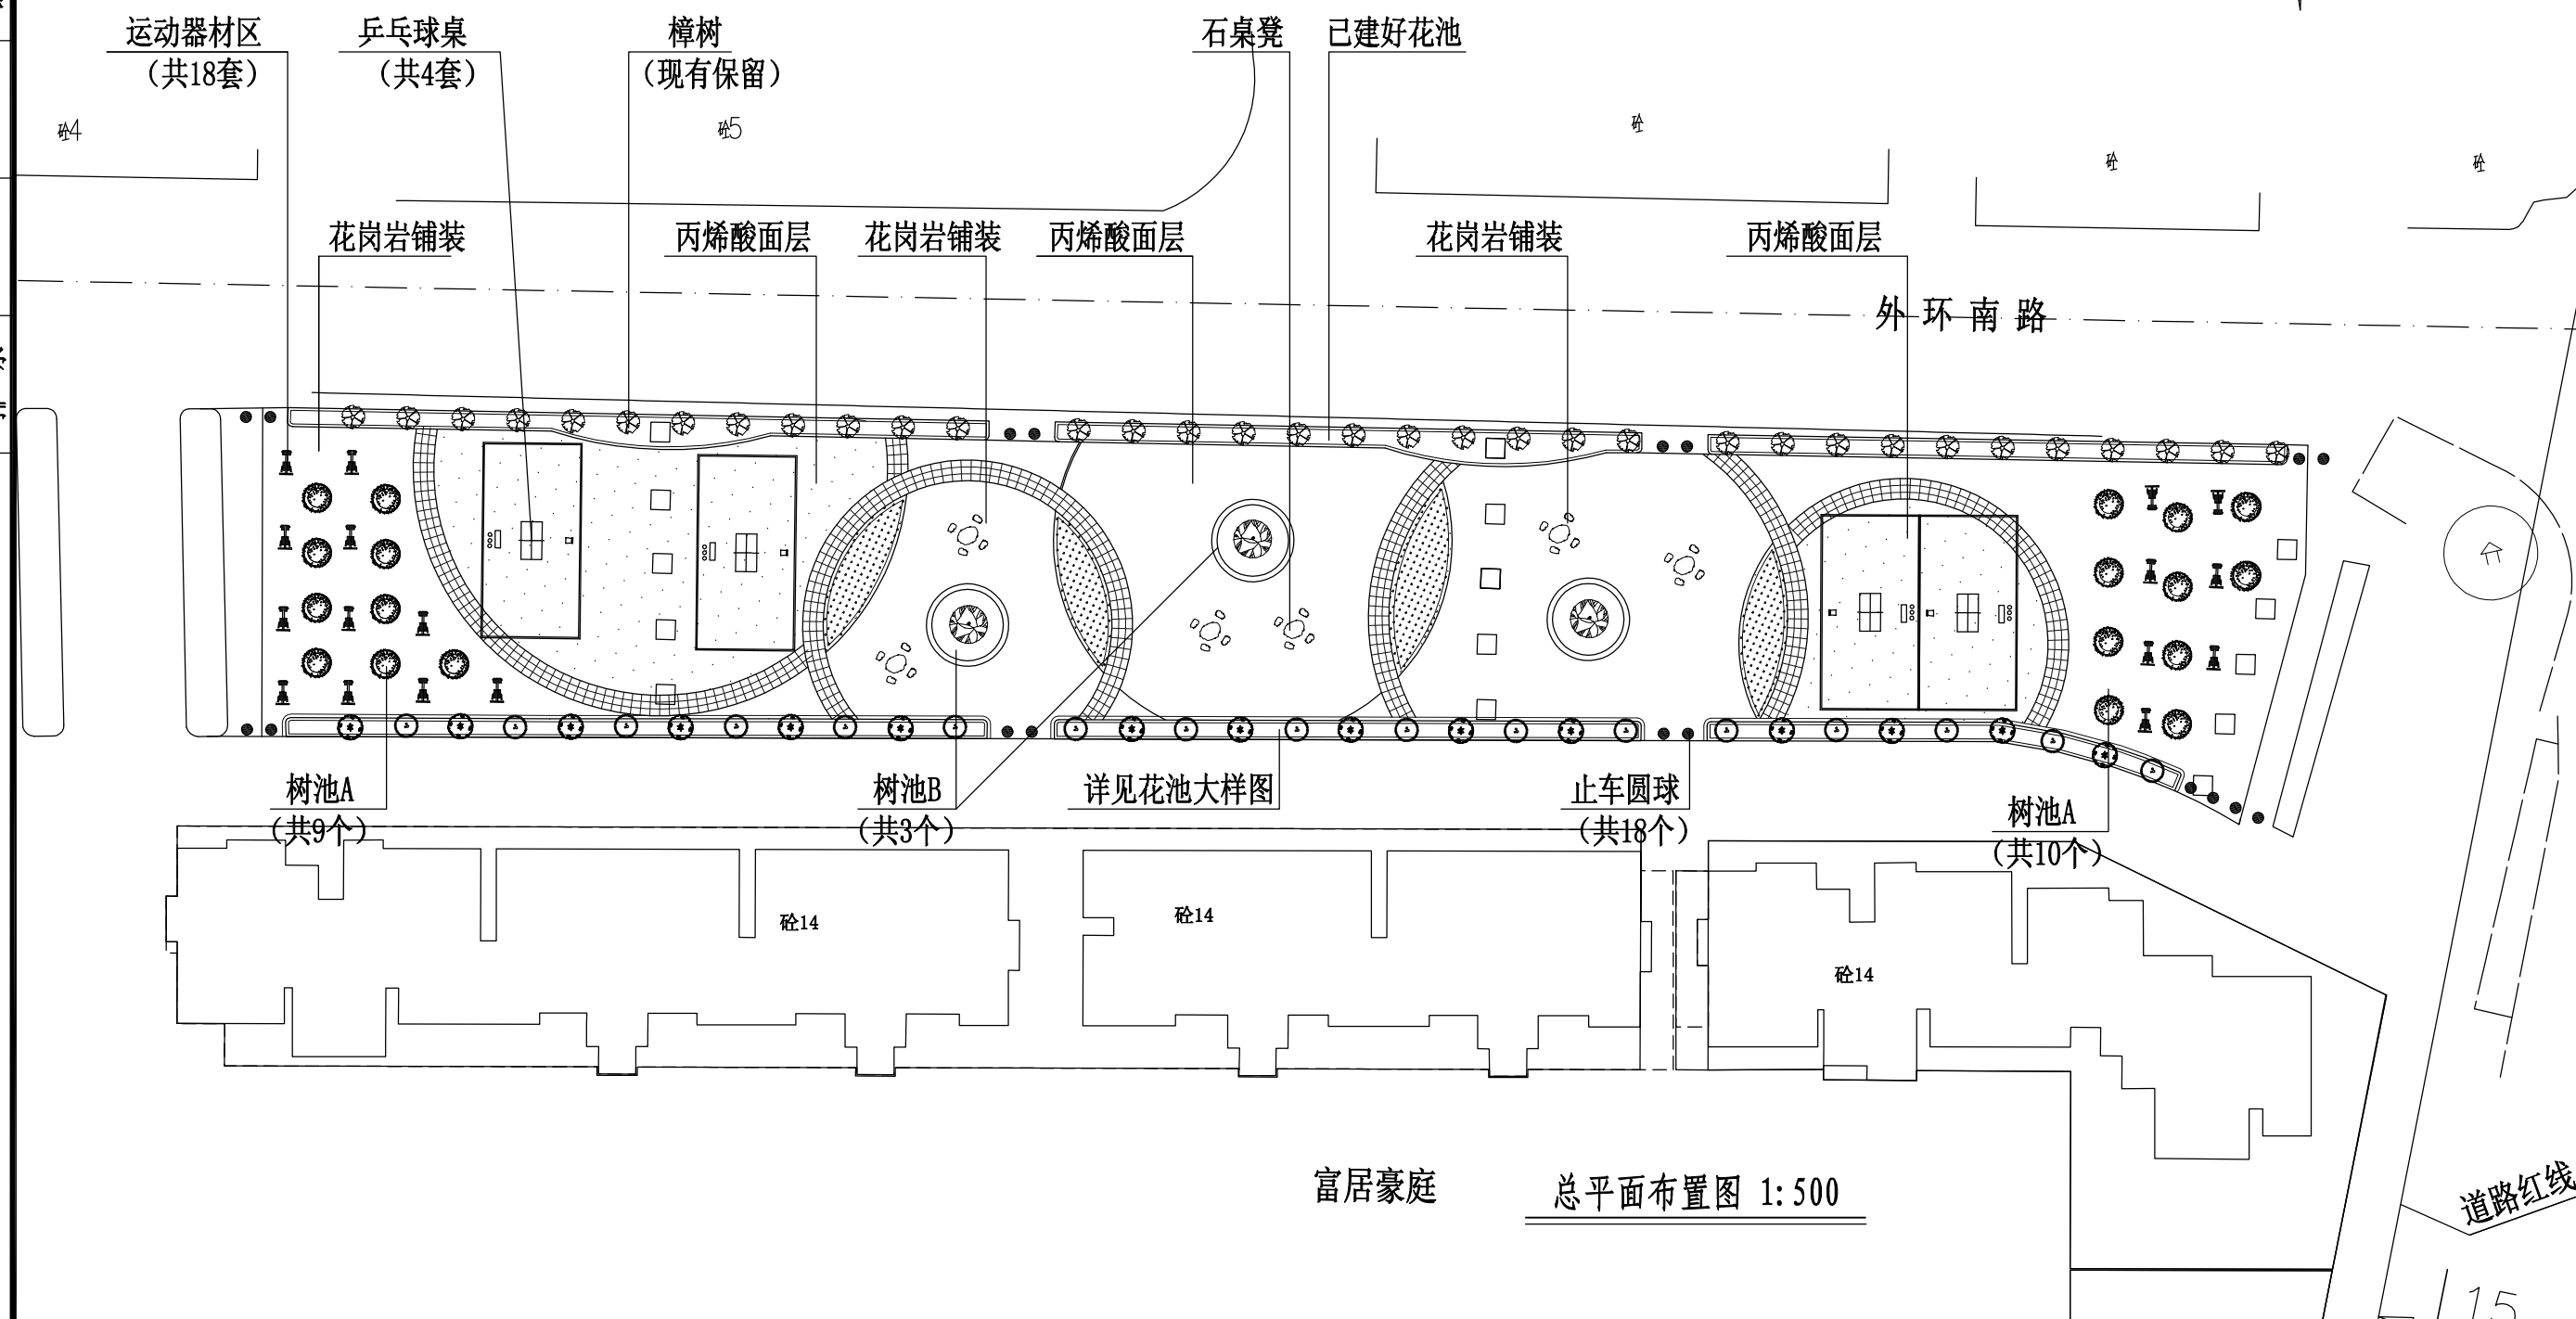 运动器材区
(共18套)
乒乓球桌
(共4套)
樟树
(现有保留)
石桌凳
已建好花池
砼4
砼5
砼
砼
砼
花岗岩铺装
丙烯酸面层
花岗岩铺装
丙烯酸面层
花岗岩铺装
丙烯酸面层
外环南路
树池A
(共9个)
树池B
(共3个)
详见花池大样图
止车圆球
(共18个)
树池A
(共10个)
砼14
砼14
砼14
富居豪庭
总平面布置图 1:500
道路红线
15